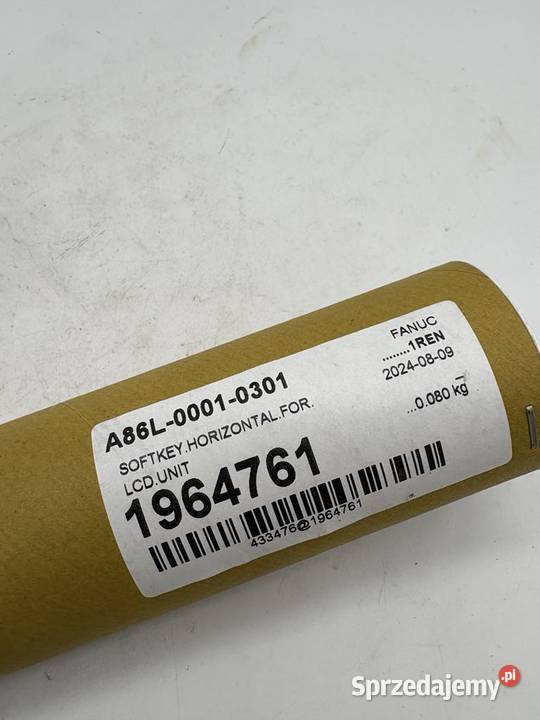 FANUC
A86L-0001-0301 ........1REN
SOFTKEY.HORIZONTAL.FOR. 2024-08-09
LCD.UNIT ...0.080 kg
1964761
433476@1964761
Sprzedajemy.pl